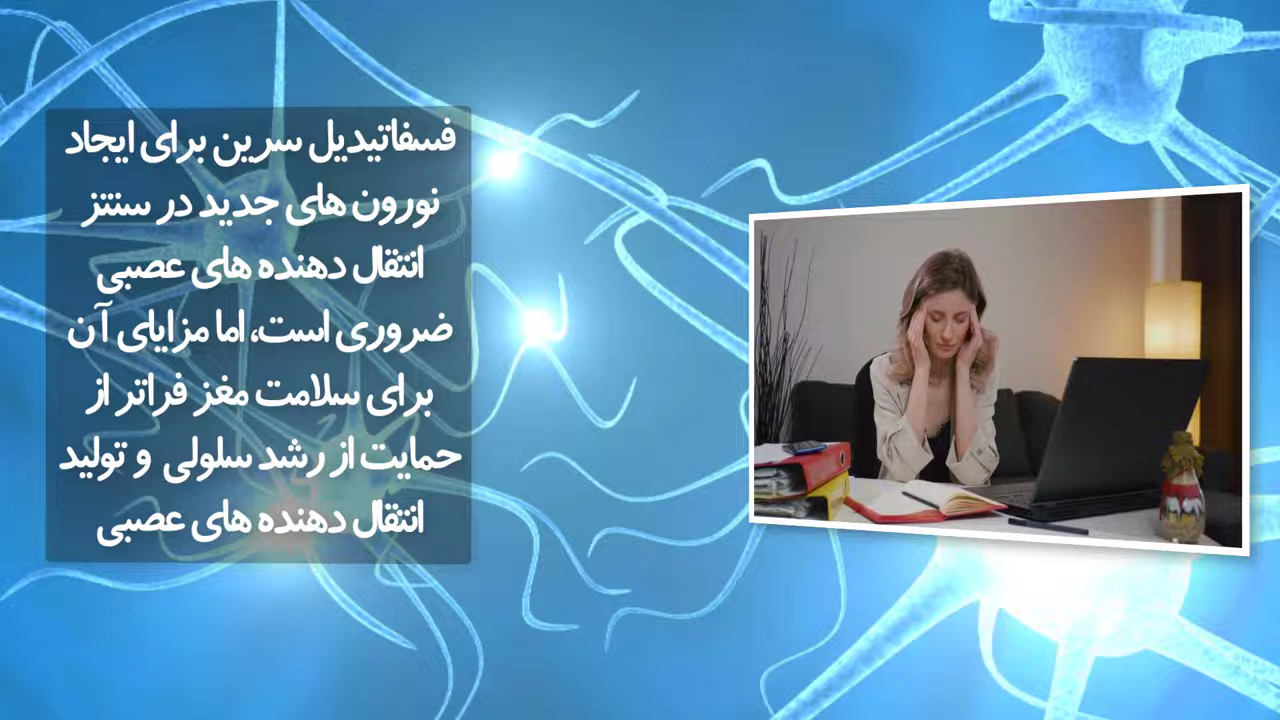 فسفاتیدیل سرین برای ایجاد
نورون های جدید در سنتتز
انتقال دهنده های عصبی
ضروری است، اما مزایای آن
برای سلامت مغز فراتر از
حمایت از رشد سلولی و تولید
انتقال دهنده های عصبی